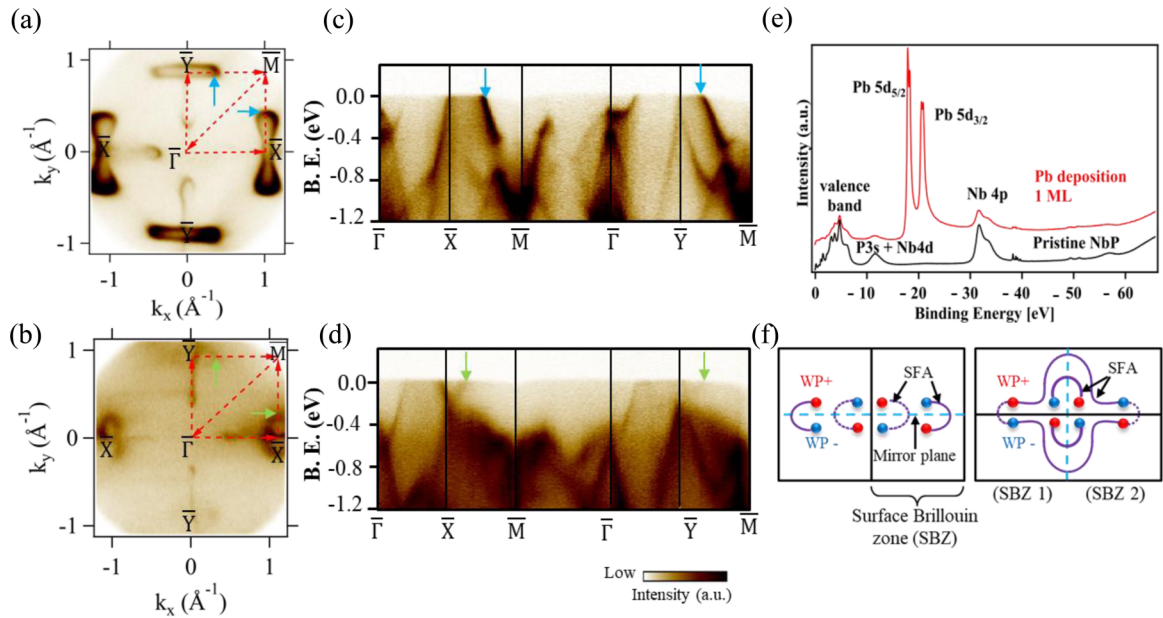 (a)
1
0
-1
k_y (Å⁻¹)
Y̅
M̅
X̅
Γ̅
X̅
Y̅
-1
0
1
k_x (Å⁻¹)
(b)
1
0
-1
k_y (Å⁻¹)
Y̅
M̅
X̅
Γ̅
X̅
Y̅
-1
0
1
k_x (Å⁻¹)
(c)
B. E. (eV)
0.0
-0.4
-0.8
-1.2
Γ̅ X̅ M̅ Γ̅ Y̅ M̅
(d)
B. E. (eV)
0.0
-0.4
-0.8
-1.2
Γ̅ X̅ M̅ Γ̅ Y̅ M̅
Low
Intensity (a.u.)
(e)
Intensity (a.u.)
Pb 5d5/2
Pb 5d3/2
valence
band
Nb 4p
Pb deposition
1 ML
P3s + Nb4d
Pristine NbP
0 - 10 - 20 - 30 - 40 - 50 - 60
Binding Energy [eV]
(f)
WP+
SFA
WP -
Mirror plane
Surface Brillouin
zone (SBZ)
WP+
SFA
WP -
(SBZ 1)
(SBZ 2)